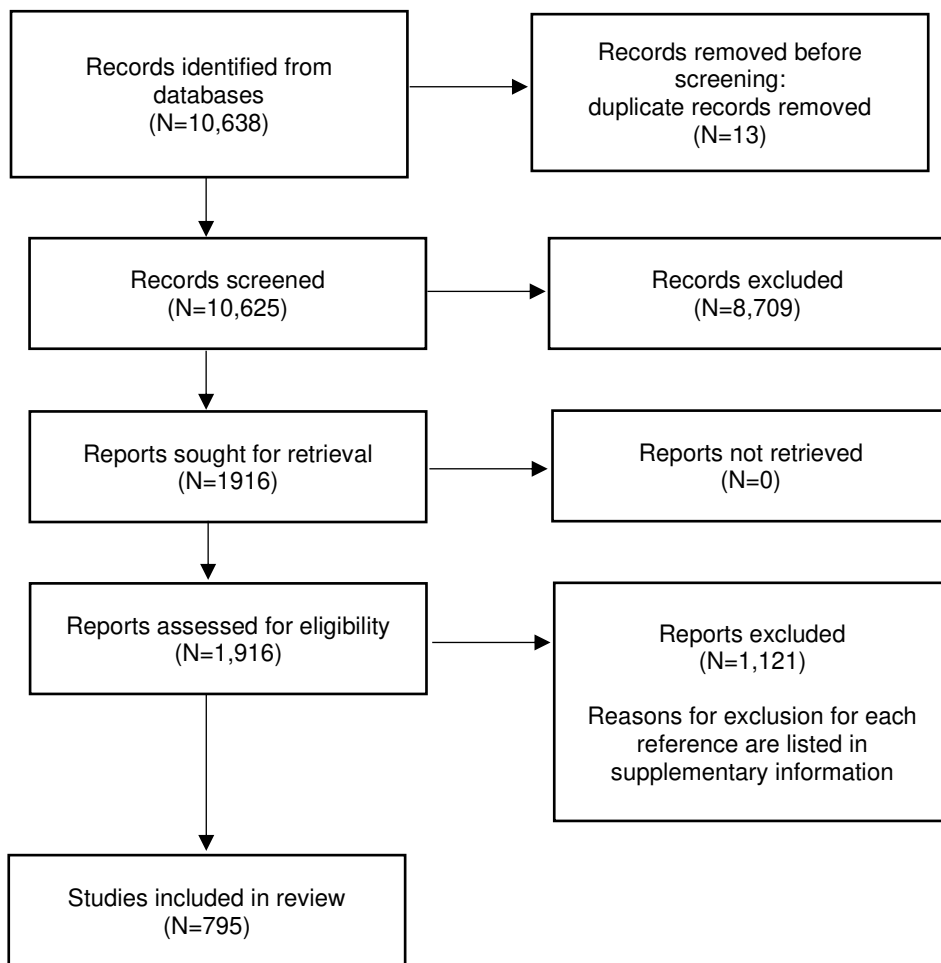 Records identified from
databases
(N=10,638)
Records removed before
screening:
duplicate records removed
(N=13)
Records screened
(N=10,625)
Records excluded
(N=8,709)
Reports sought for retrieval
(N=1916)
Reports not retrieved
(N=0)
Reports assessed for eligibility
(N=1,916)
Reports excluded
(N=1,121)
Reasons for exclusion for each
reference are listed in
supplementary information
Studies included in review
(N=795)